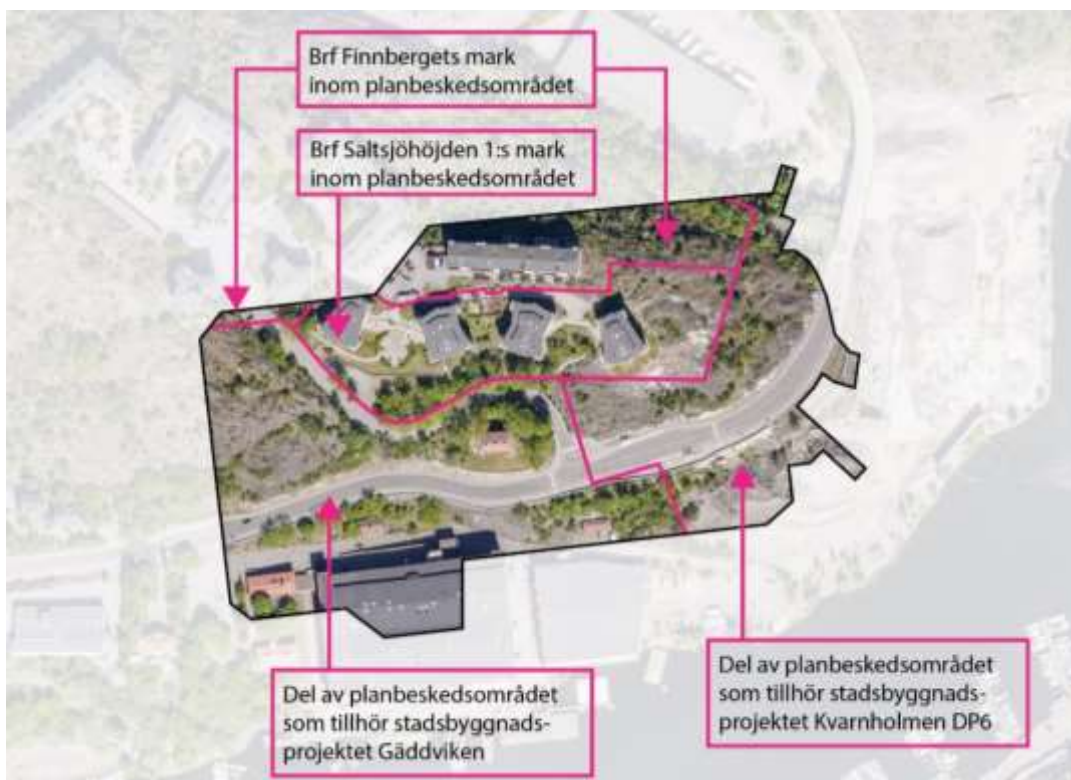 Brf Finnbergets mark
inom planbeskedsområdet
Brf Saltsjöhöjden 1:s mark
inom planbeskedsområdet
Del av planbeskedsområdet
som tillhör stadsbyggnads-
projektet Gäddviken
Del av planbeskedsområdet
som tillhör stadsbyggnads-
projektet Kvarnholmen DP6